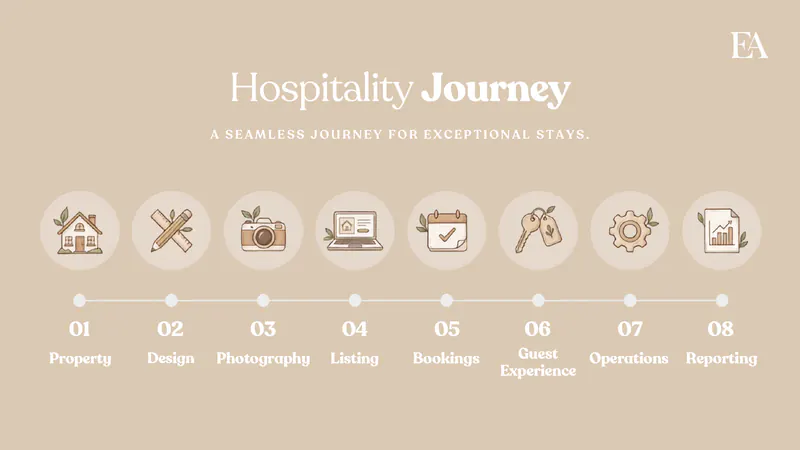 EA
Hospitality Journey
A SEAMLESS JOURNEY FOR EXCEPTIONAL STAYS.
01
Property
02
Design
03
Photography
04
Listing
05
Bookings
06
Guest
Experience
07
Operations
08
Reporting